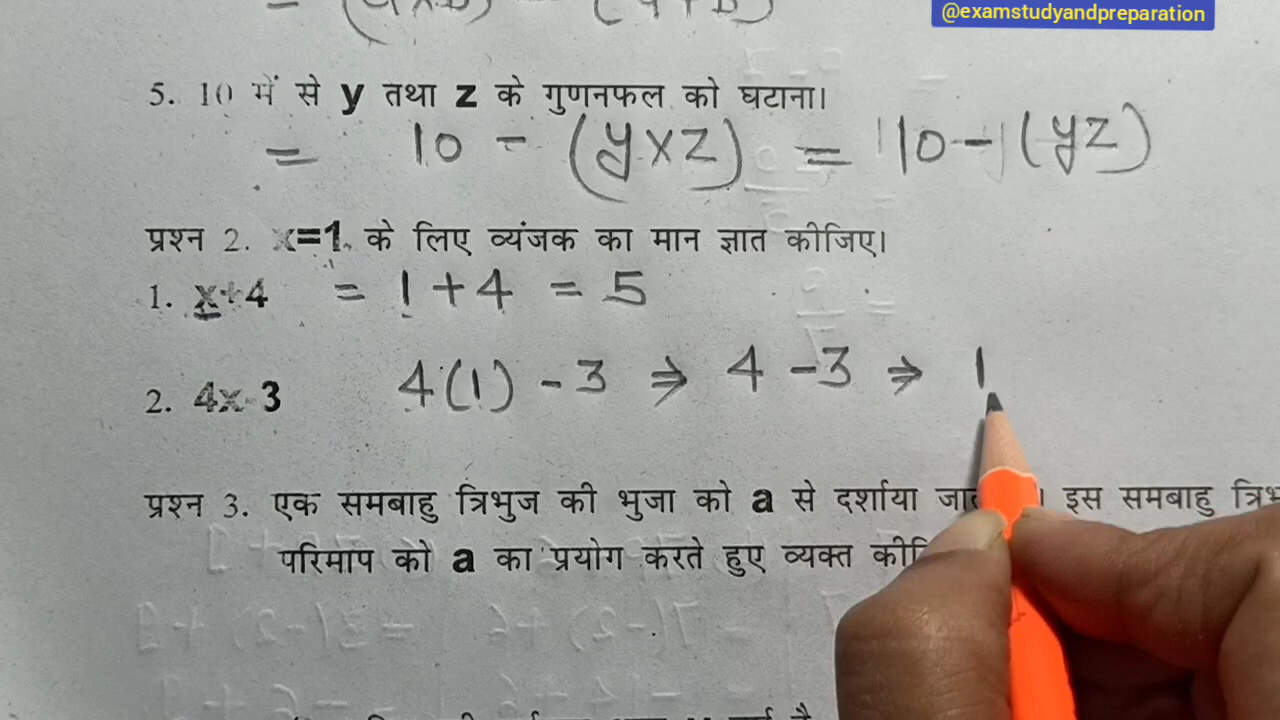 @examstudyandpreparation
5. 10 में से y तथा z के गुणनफल को घटाना।
= 10 - (y×z) = 10 - (yz)
प्रश्न 2. x=1. के लिए व्यंजक का मान ज्ञात कीजिए।
1. x+4 = 1+4 = 5
2. 4x-3 4(1) - 3 ⇒ 4 - 3 ⇒ 1
प्रश्न 3. एक समबाहु त्रिभुज की भुजा को a से दर्शाया । इस समबाहु
परिमाप को a का प्रयोग करते हुए व्यक्त